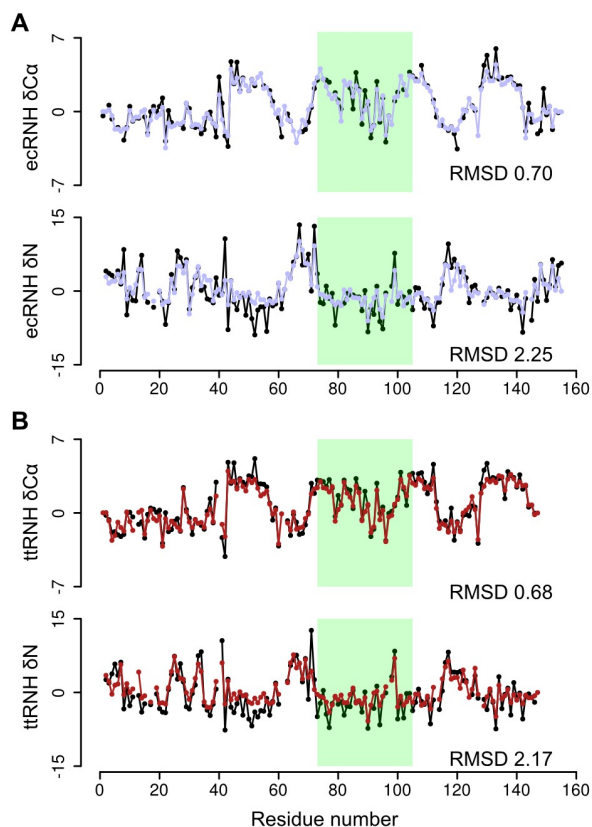 A
7
0
-7
ecRNH δCα
RMSD 0.70
15
0
-15
ecRNH δN
RMSD 2.25
0 20 40 60 80 100 120 140 160
B
7
0
-7
ttRNH δCα
RMSD 0.68
15
0
-15
ttRNH δN
RMSD 2.17
0 20 40 60 80 100 120 140 160
Residue number